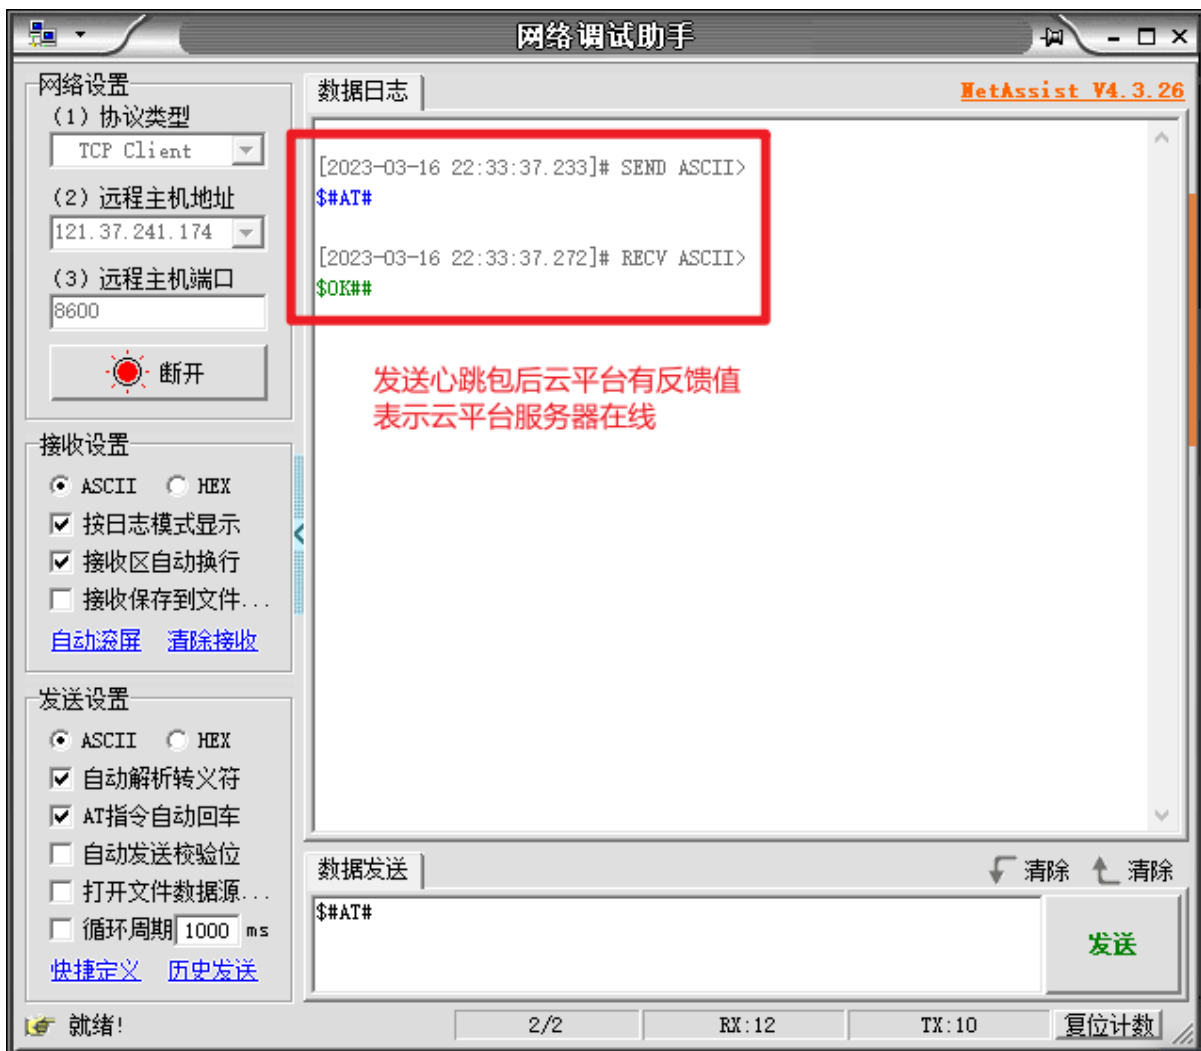 网络调试助手
网络设置
(1) 协议类型
TCP Client
(2) 远程主机地址
121.37.241.174
(3) 远程主机端口
8600
断开
接收设置
ASCII HEX
按日志模式显示
接收区自动换行
接收保存到文件...
自动滚屏 清除接收
发送设置
ASCII HEX
自动解析转义符
AT指令自动回车
自动发送校验位
打开文件数据源...
循环周期 1000 ms
快捷定义 历史发送
数据日志
NetAssist V4.3.26
[2023-03-16 22:33:37.233]# SEND ASCII>
$#AT#
[2023-03-16 22:33:37.272]# RECV ASCII>
$OK##
发送心跳包后云平台有反馈值
表示云平台服务器在线
数据发送
清除 清除
$#AT#
发送
就绪!
2/2
RX:12
TX:10
复位计数